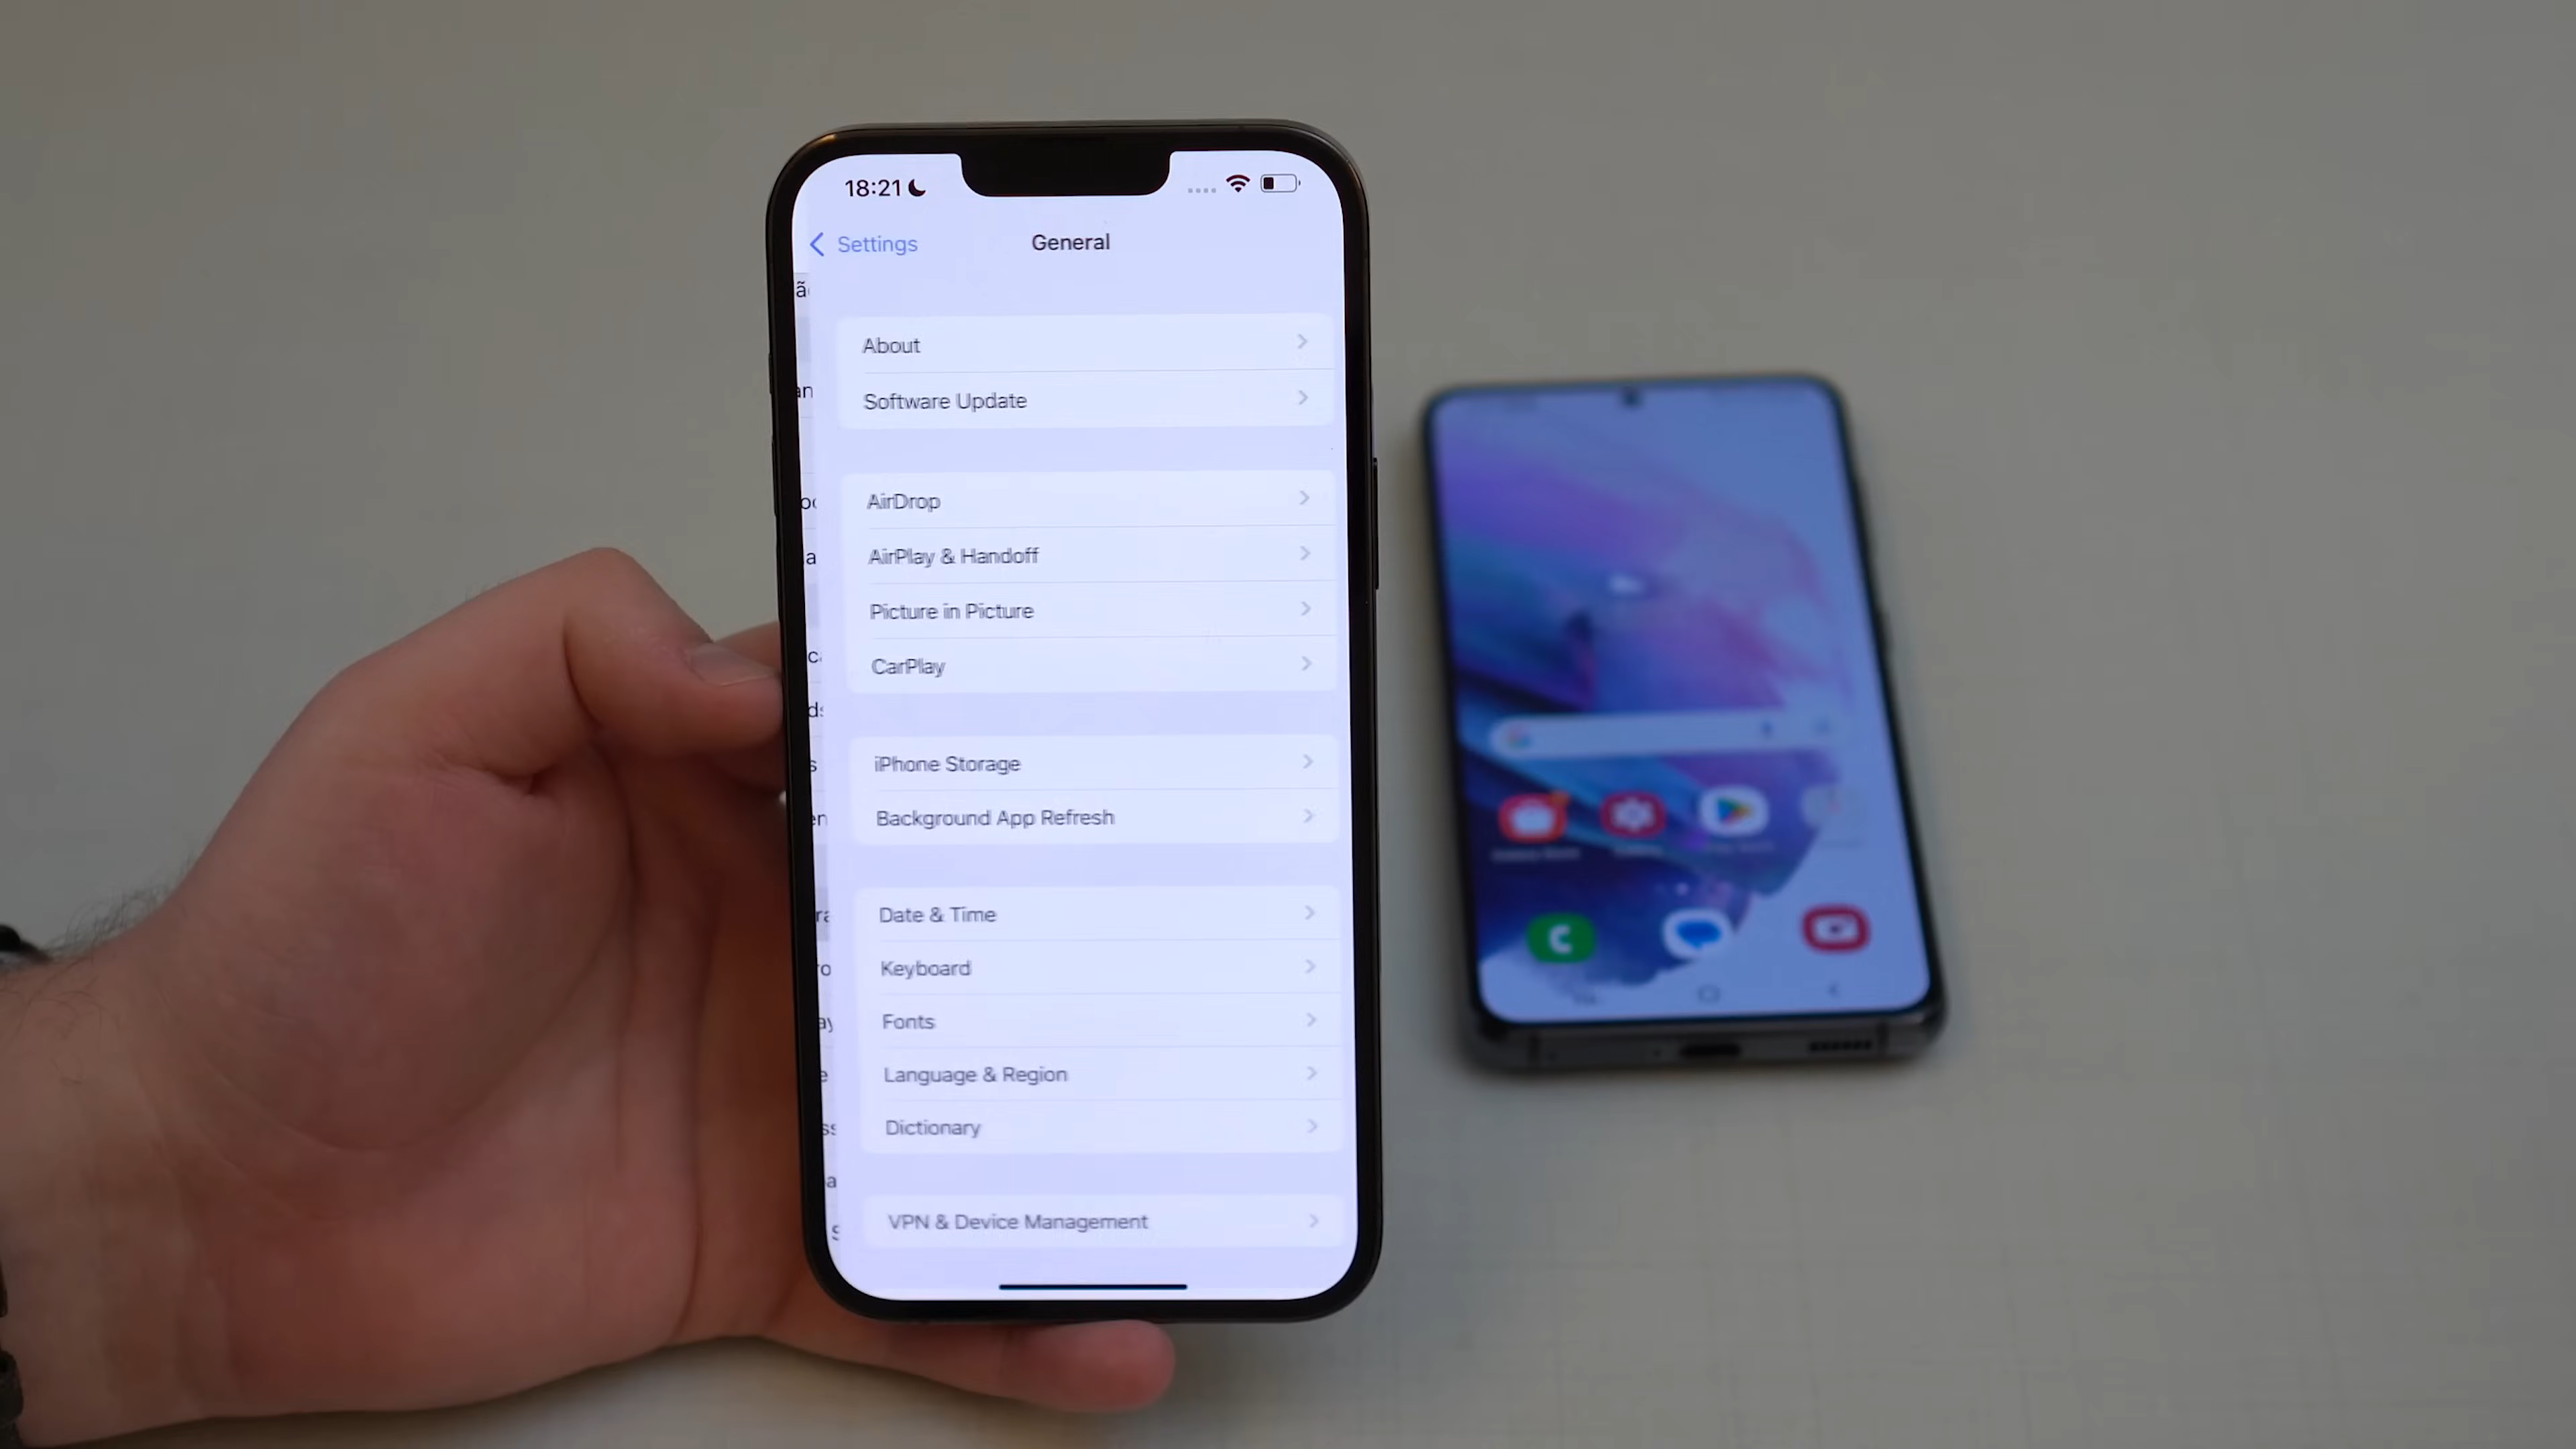 18:21
Settings
General
About
Software Update
AirDrop
AirPlay & Handoff
Picture in Picture
CarPlay
iPhone Storage
Background App Refresh
Date & Time
Keyboard
Fonts
Language & Region
Dictionary
VPN & Device Management